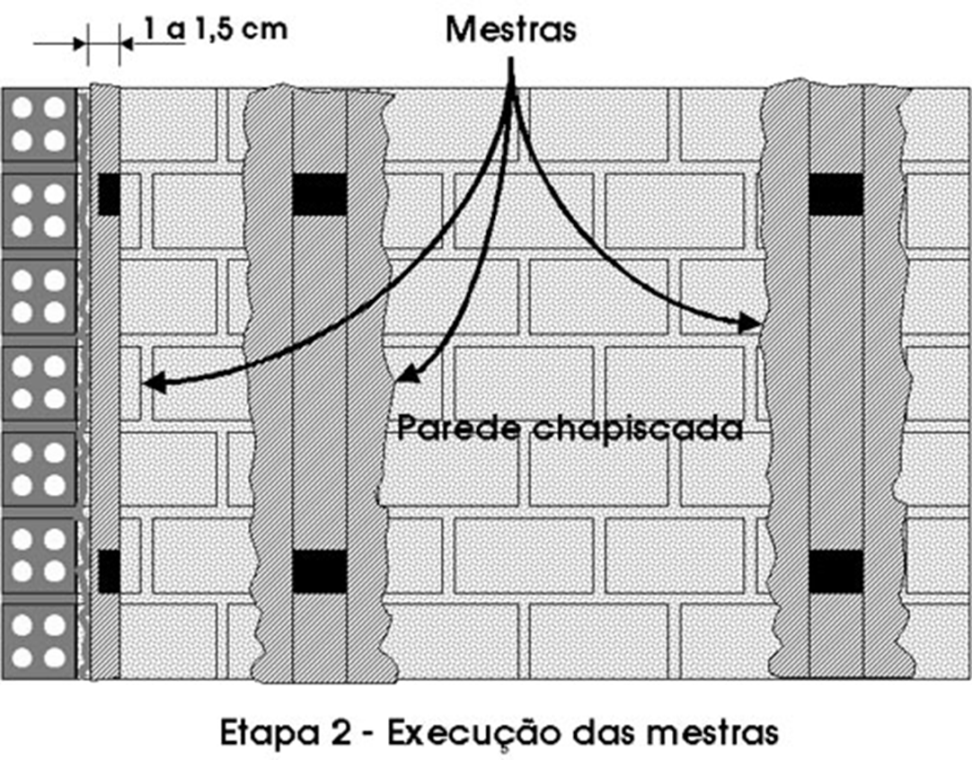 1 a 1,5 cm
Mestras
Parede chapiscada
Etapa 2 - Execução das mestras